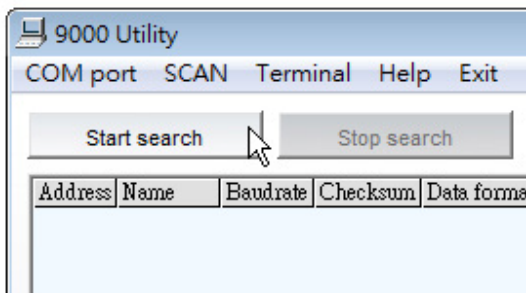 9000 Utility
COM port SCAN Terminal Help Exit
Start search Stop search
Address Name Baudrate Checksum Data forma